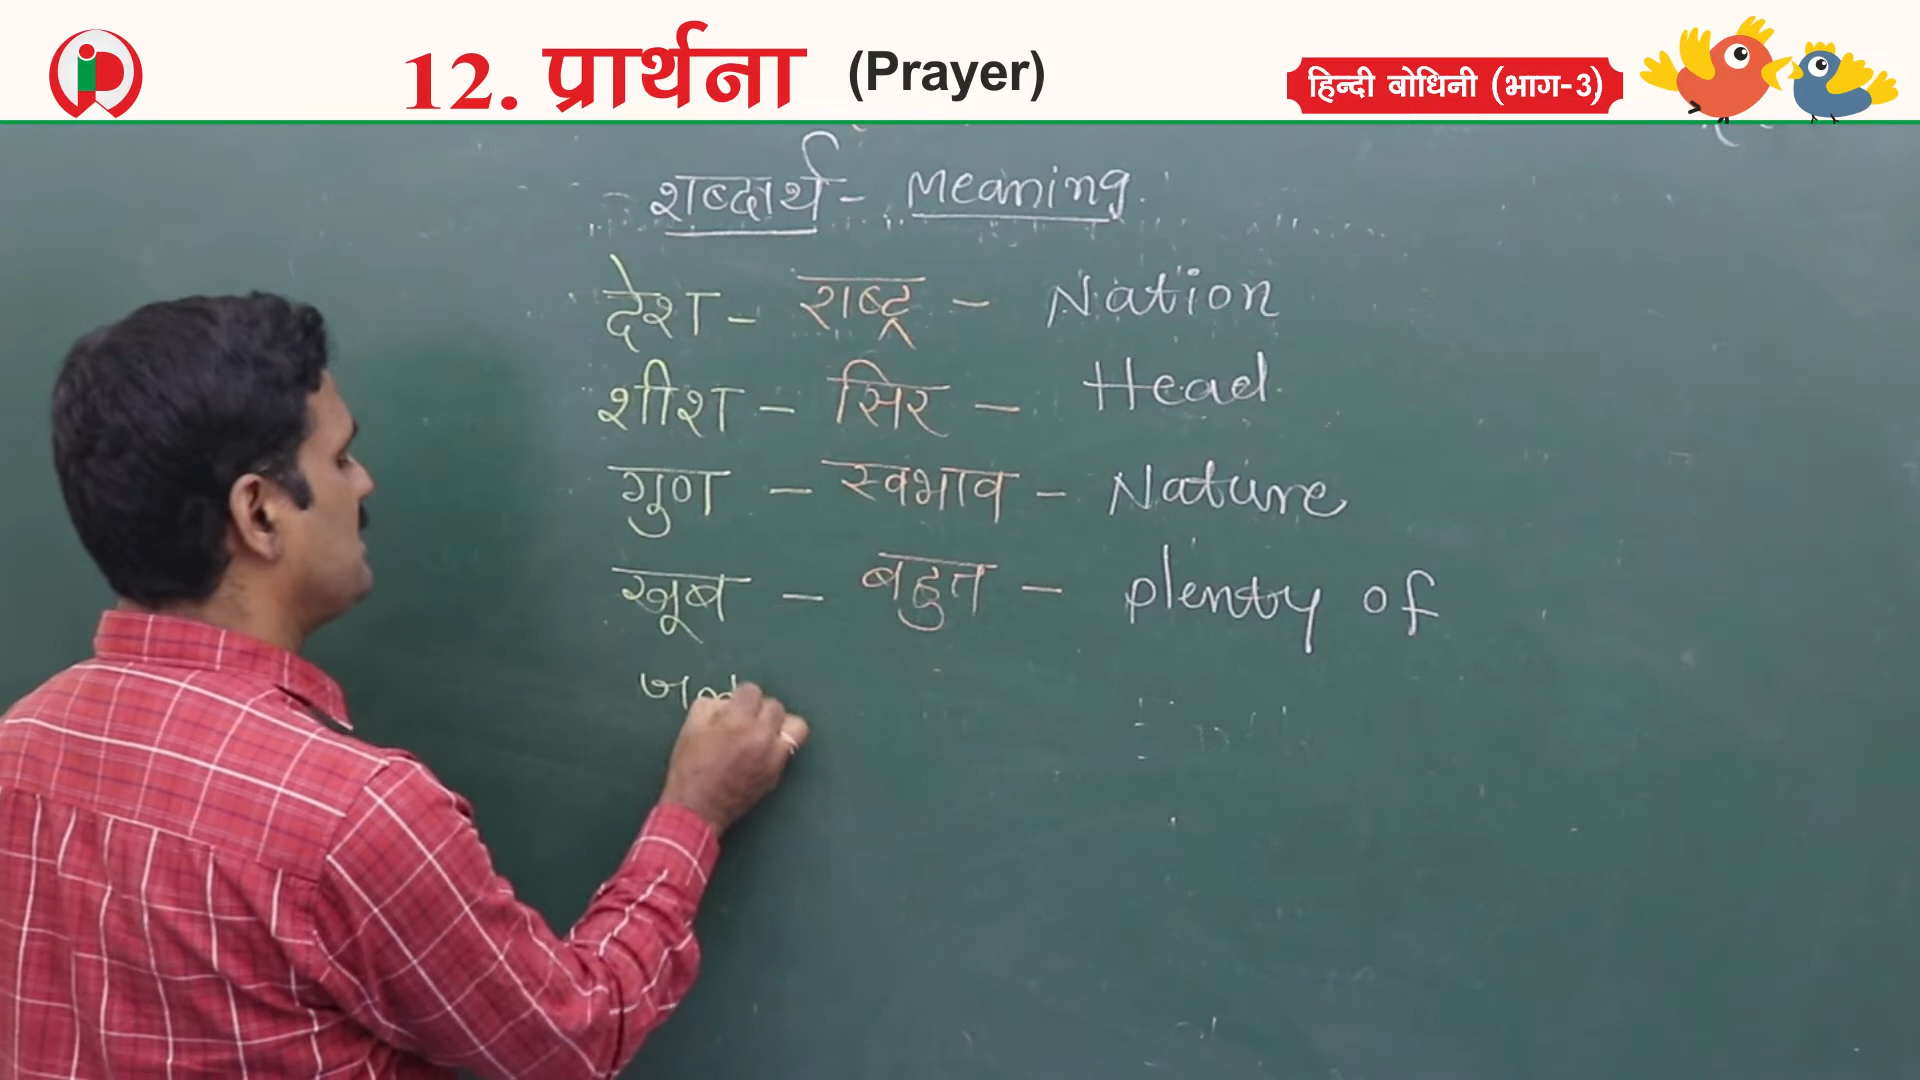 12. प्रार्थना (Prayer)
हिन्दी बोधिनी (भाग-3)
शब्दार्थ - Meaning
देश - राष्ट्र - Nation
शीश - सिर - Head
गुण - स्वभाव - Nature
खूब - बहुत - plenty of